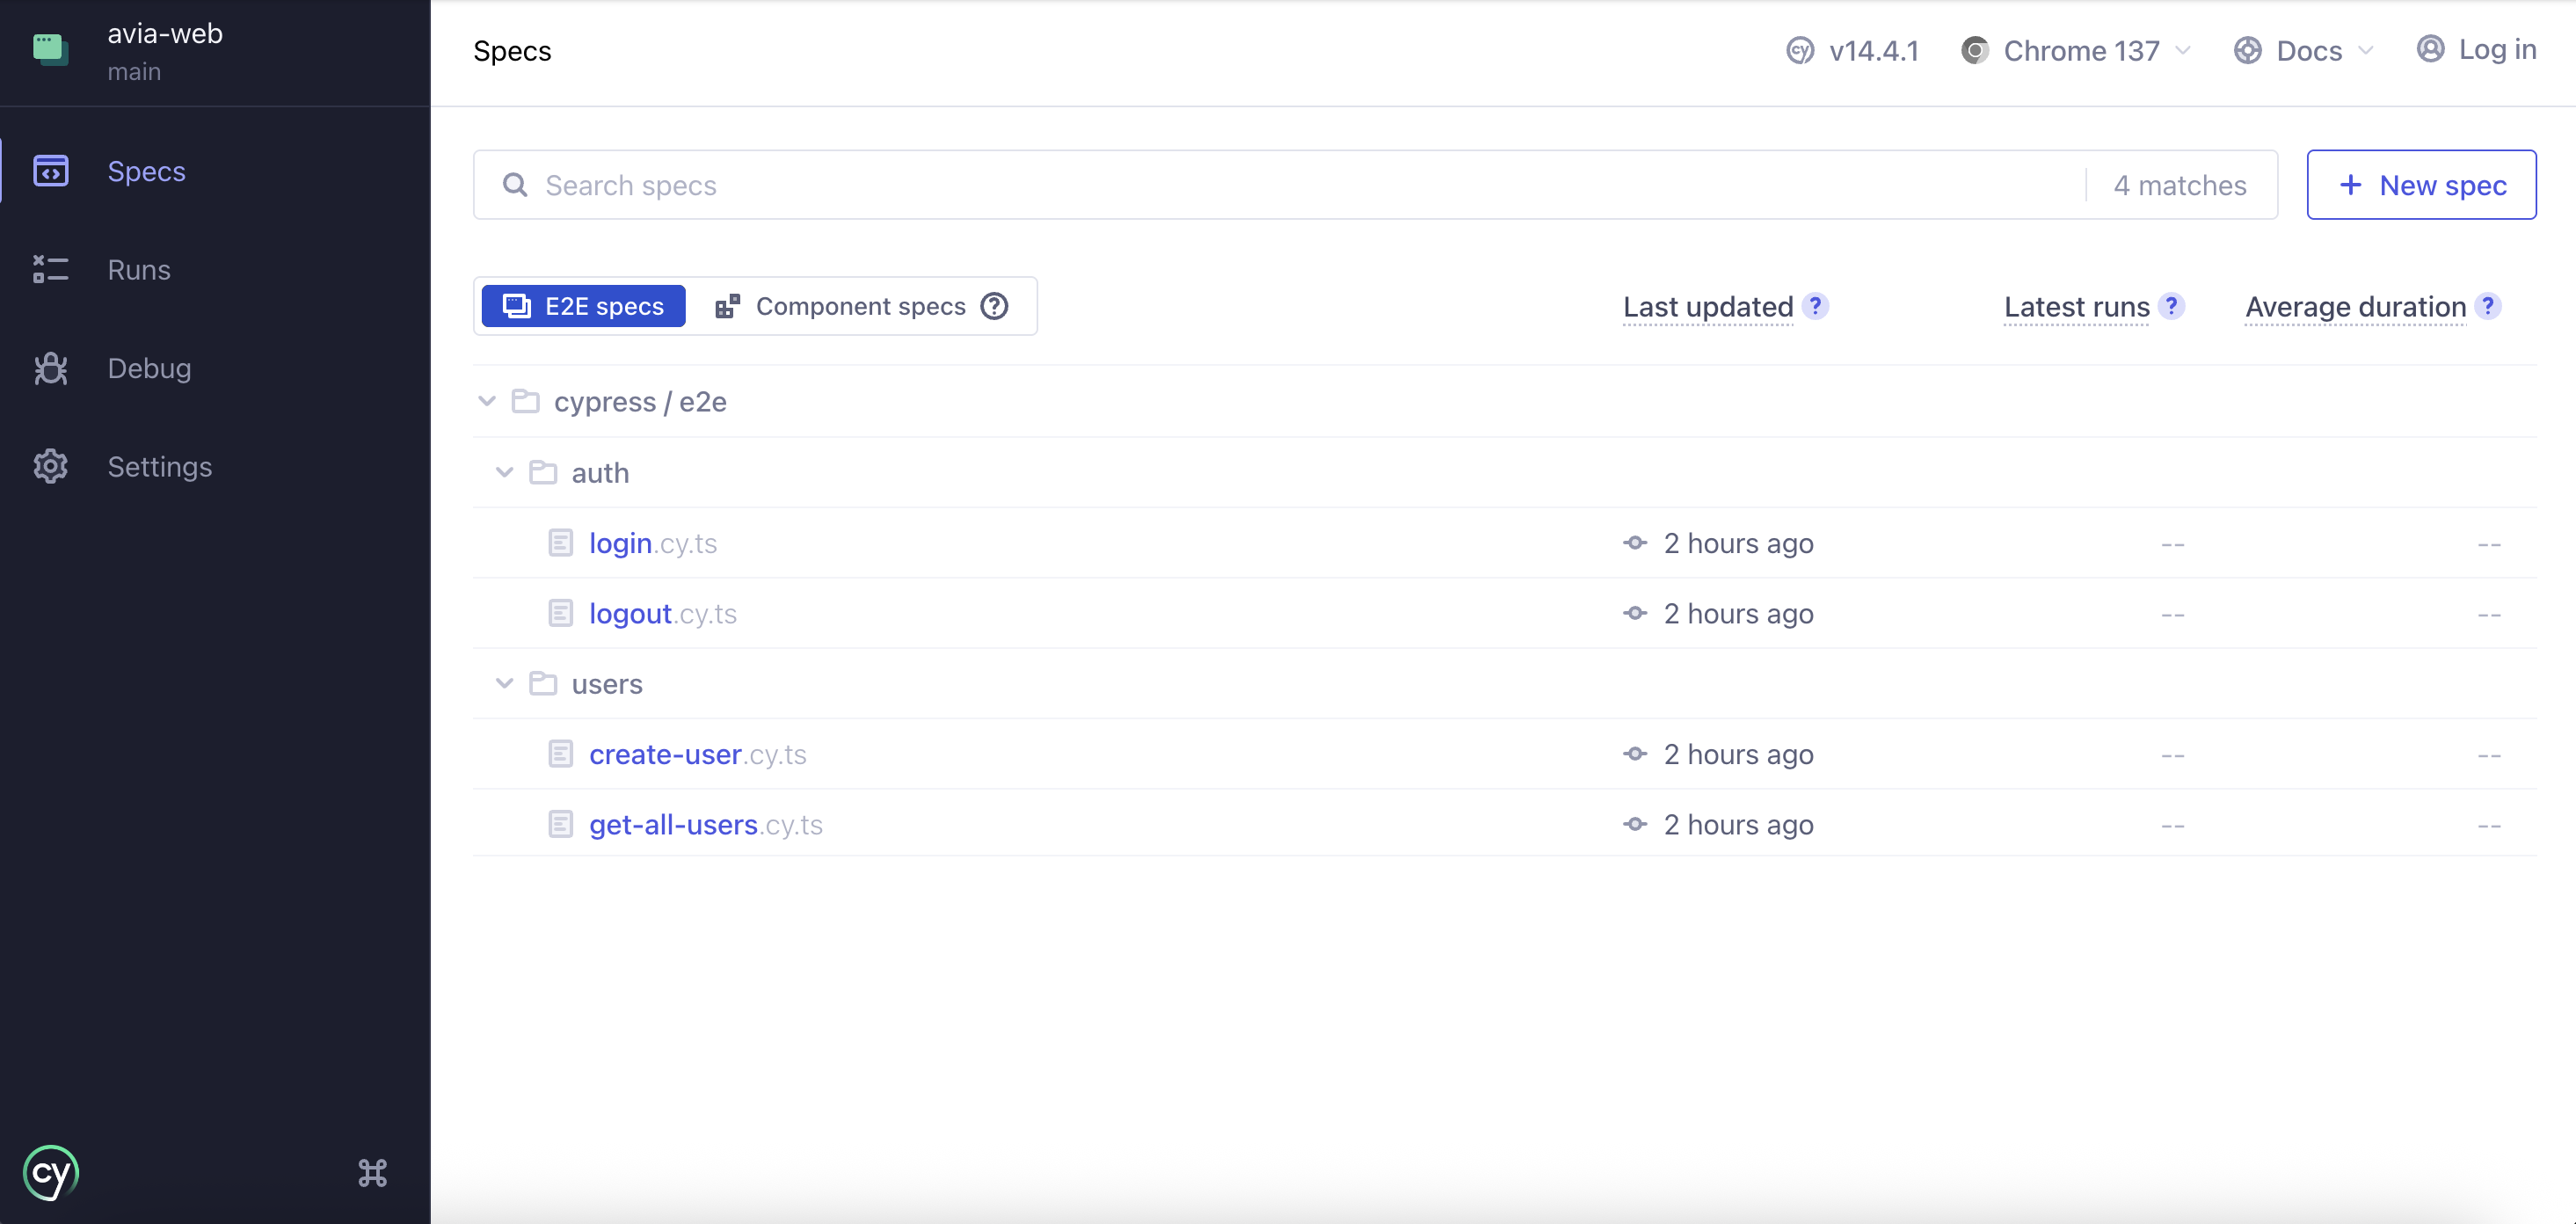 avia-web
main
Specs
v14.4.1
Chrome 137
Docs
Log in
Specs
Runs
Debug
Settings
Search specs
4 matches
+ New spec
E2E specs
Component specs ?
Last updated ?
Latest runs ?
Average duration ?
cypress / e2e
auth
login.cy.ts 2 hours ago -- --
logout.cy.ts 2 hours ago -- --
users
create-user.cy.ts 2 hours ago -- --
get-all-users.cy.ts 2 hours ago -- --
cy